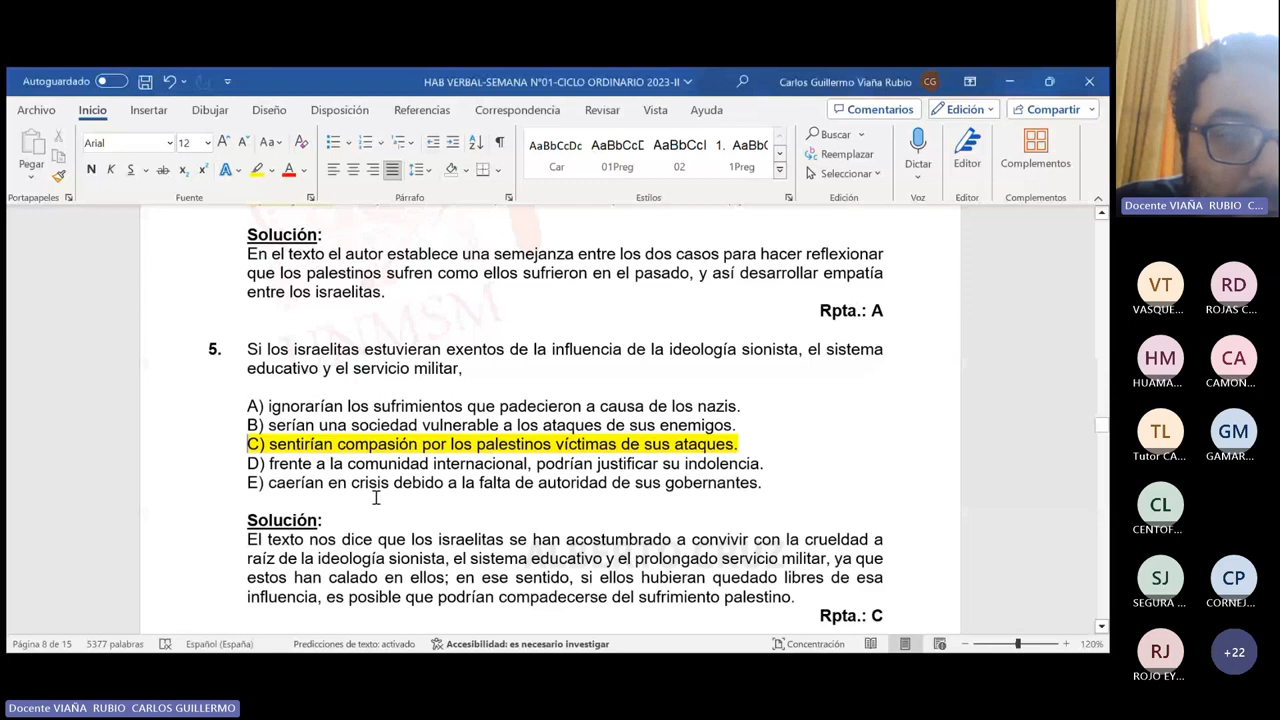 Autoguardado
HAB VERBAL-SEMANA N°01-CICLO ORDINARIO 2023-II
Carlos Guillermo Viaña Rubio
CG
Archivo
Inicio
Insertar
Dibujar
Diseño
Disposición
Referencias
Correspondencia
Revisar
Vista
Ayuda
Comentarios
Edición
Compartir
Pegar
Arial
12
N K S ab x₂ x²
AaBbCcDc AaBbCcD AaBbCcI 1. AaBb(
Car 01Preg 02 1Preg
Buscar
Reemplazar
Seleccionar
Dictar
Editor
Complementos
Portapapeles
Fuente
Párrafo
Estilos
Voz
Editor
Complementos
Docente VIAÑA RUBIO C...
Solución:
En el texto el autor establece una semejanza entre los dos casos para hacer reflexionar
que los palestinos sufren como ellos sufrieron en el pasado, y así desarrollar empatía
entre los israelitas.
Rpta.: A
UNMSM
5. Si los israelitas estuvieran exentos de la influencia de la ideología sionista, el sistema
educativo y el servicio militar,
A) ignorarían los sufrimientos que padecieron a causa de los nazis.
B) serían una sociedad vulnerable a los ataques de sus enemigos.
C) sentirían compasión por los palestinos víctimas de sus ataques.
D) frente a la comunidad internacional, podrían justificar su indolencia.
E) caerían en crisis debido a la falta de autoridad de sus gobernantes.
Solución:
El texto nos dice que los israelitas se han acostumbrado a convivir con la crueldad a
raíz de la ideología sionista, el sistema educativo y el prolongado servicio militar, ya que
estos han calado en ellos; en ese sentido, si ellos hubieran quedado libres de esa
influencia, es posible que podrían compadecerse del sufrimiento palestino.
Rpta.: C
ALBERTO CRUZ
Página 8 de 15
5377 palabras
Español (España)
Predicciones de texto: activado
Accesibilidad: es necesario investigar
Concentración
120%
VT
VASQUE...
RD
ROJAS C...
HM
HUAMA...
CA
CAMON...
TL
Tutor CA...
GM
GAMAR...
CL
CENTOF...
SJ
SEGURA ...
CP
CORNEJ...
RJ
ROJO EY...
+22
Docente VIAÑA RUBIO CARLOS GUILLERMO